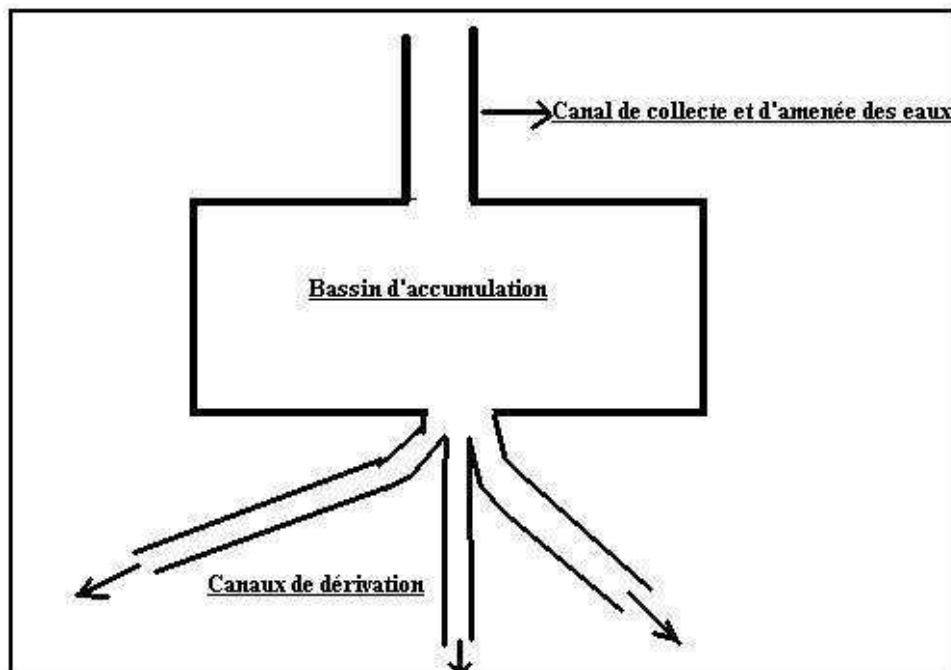 Canal de collecte et d'amenée des eaux
Bassin d'accumulation
Canaux de dérivation